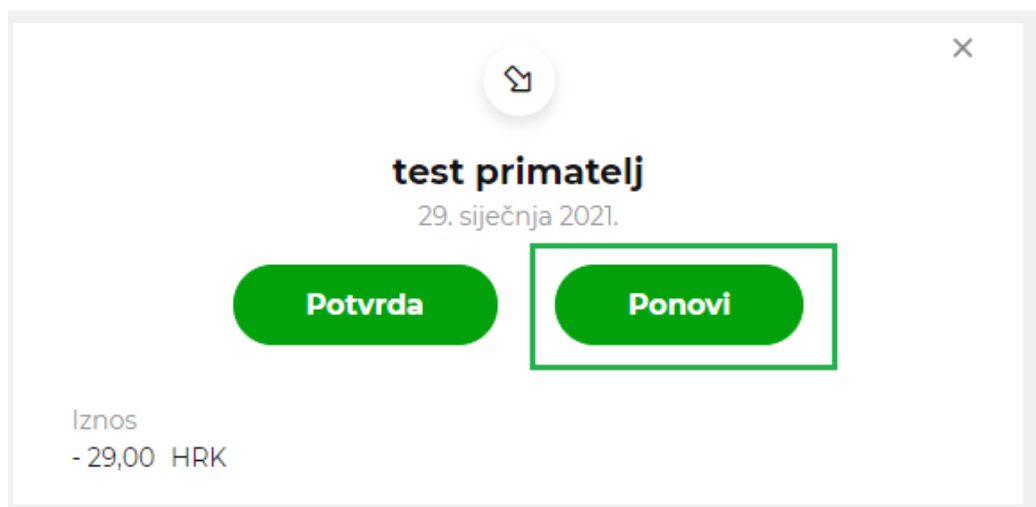 test primatelj
29. siječnja 2021.
Potvrda Ponovi
Iznos
- 29,00 HRK